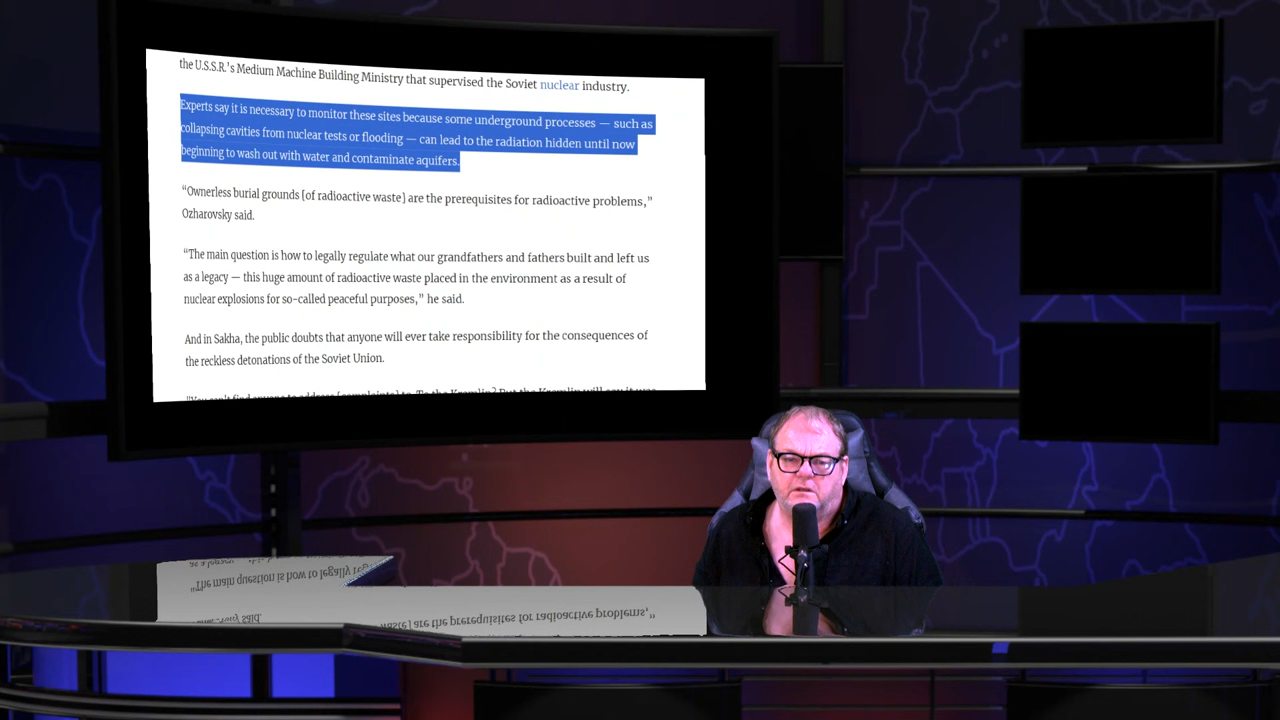 the U.S.S.R.'s Medium Machine Building Ministry that supervised the Soviet nuclear industry.
Experts say it is necessary to monitor these sites because some underground processes — such as
collapsing cavities from nuclear tests or flooding — can lead to the radiation hidden until now
beginning to wash out with water and contaminate aquifers.
“Ownerless burial grounds [of radioactive waste] are the prerequisites for radioactive problems,”
Ozharovsky said.
“The main question is how to legally regulate what our grandfathers and fathers built and left us
as a legacy — this huge amount of radioactive waste placed in the environment as a result of
nuclear explosions for so-called peaceful purposes,” he said.
And in Sakha, the public doubts that anyone will ever take responsibility for the consequences of
the reckless detonations of the Soviet Union.